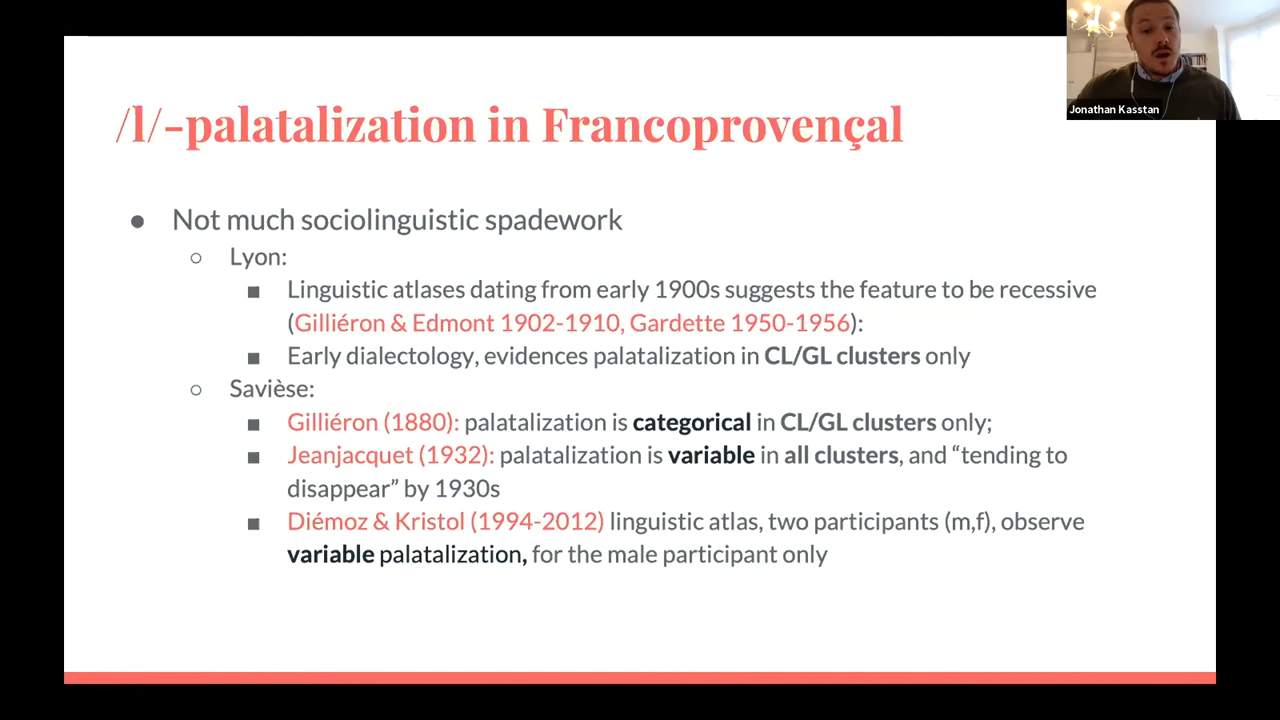 Jonathan Kasstan
/l/-palatalization in Francoprovençal
● Not much sociolinguistic spadework
○ Lyon:
■ Linguistic atlases dating from early 1900s suggests the feature to be recessive
(Gilliéron & Edmont 1902-1910, Gardette 1950-1956):
■ Early dialectology, evidences palatalization in CL/GL clusters only
○ Savièse:
■ Gilliéron (1880): palatalization is categorical in CL/GL clusters only;
■ Jeanjacquet (1932): palatalization is variable in all clusters, and “tending to
disappear” by 1930s
■ Diémoz & Kristol (1994-2012) linguistic atlas, two participants (m,f), observe
variable palatalization, for the male participant only